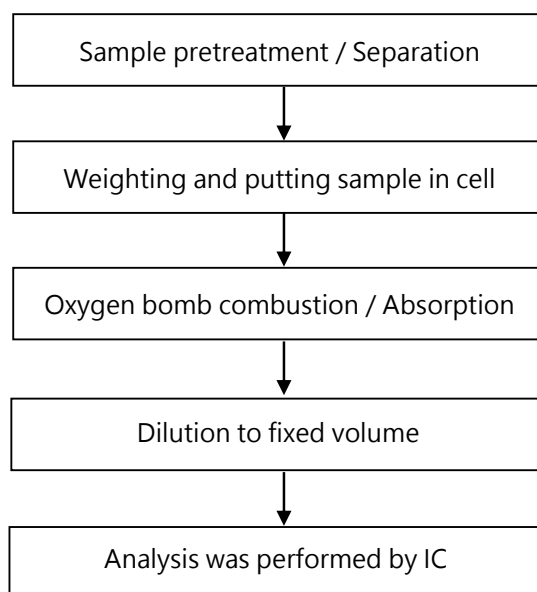 Sample pretreatment / Separation
Weighting and putting sample in cell
Oxygen bomb combustion / Absorption
Dilution to fixed volume
Analysis was performed by IC